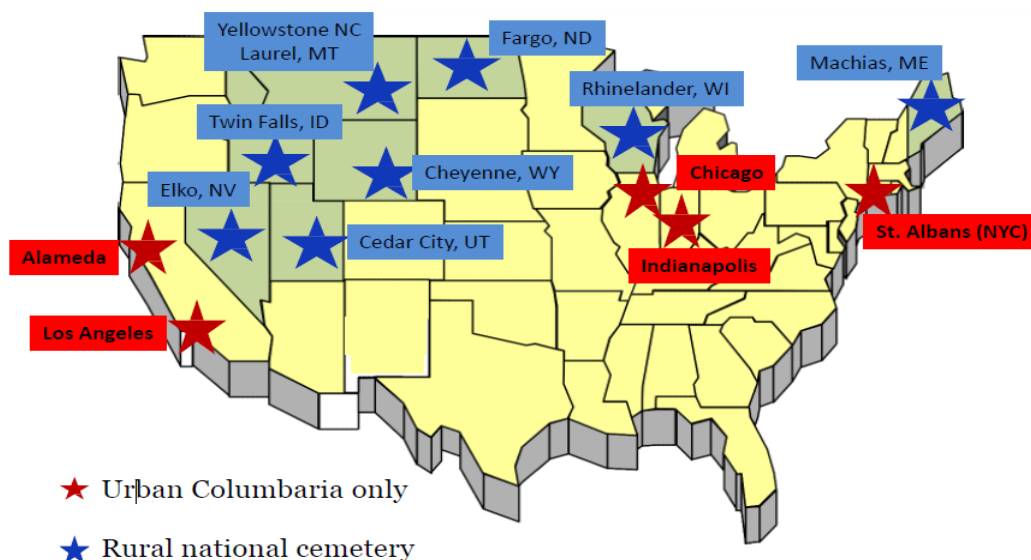 Yellowstone NC
Laurel, MT
Fargo, ND
Machias, ME
Rhinelander, WI
Twin Falls, ID
Chicago
Cheyenne, WY
Elko, NV
St. Albans (NYC)
Cedar City, UT
Alameda
Indianapolis
Los Angeles
Urban Columbaria only
Rural national cemetery